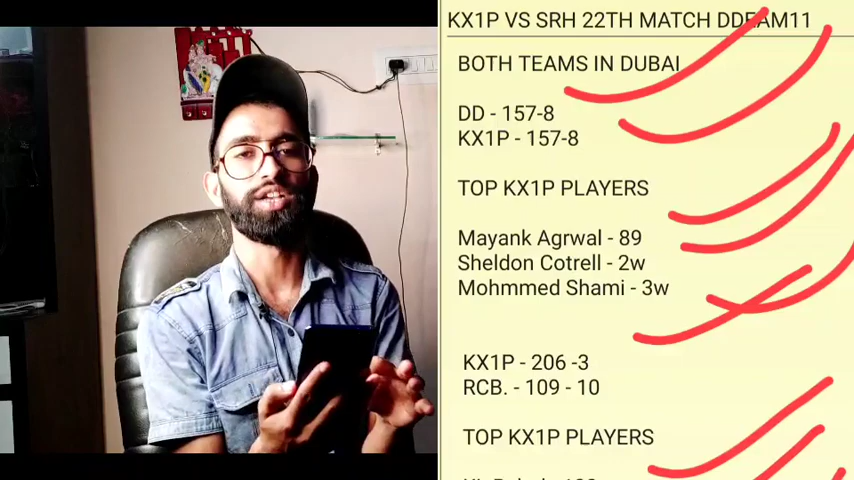 KX1P VS SRH 22TH MATCH DDEAM11
BOTH TEAMS IN DUBAI
DD - 157-8
KX1P - 157-8
TOP KX1P PLAYERS
Mayank Agrwal - 89
Sheldon Cotrell - 2w
Mohmmed Shami - 3w
KX1P - 206 -3
RCB. - 109 - 10
TOP KX1P PLAYERS